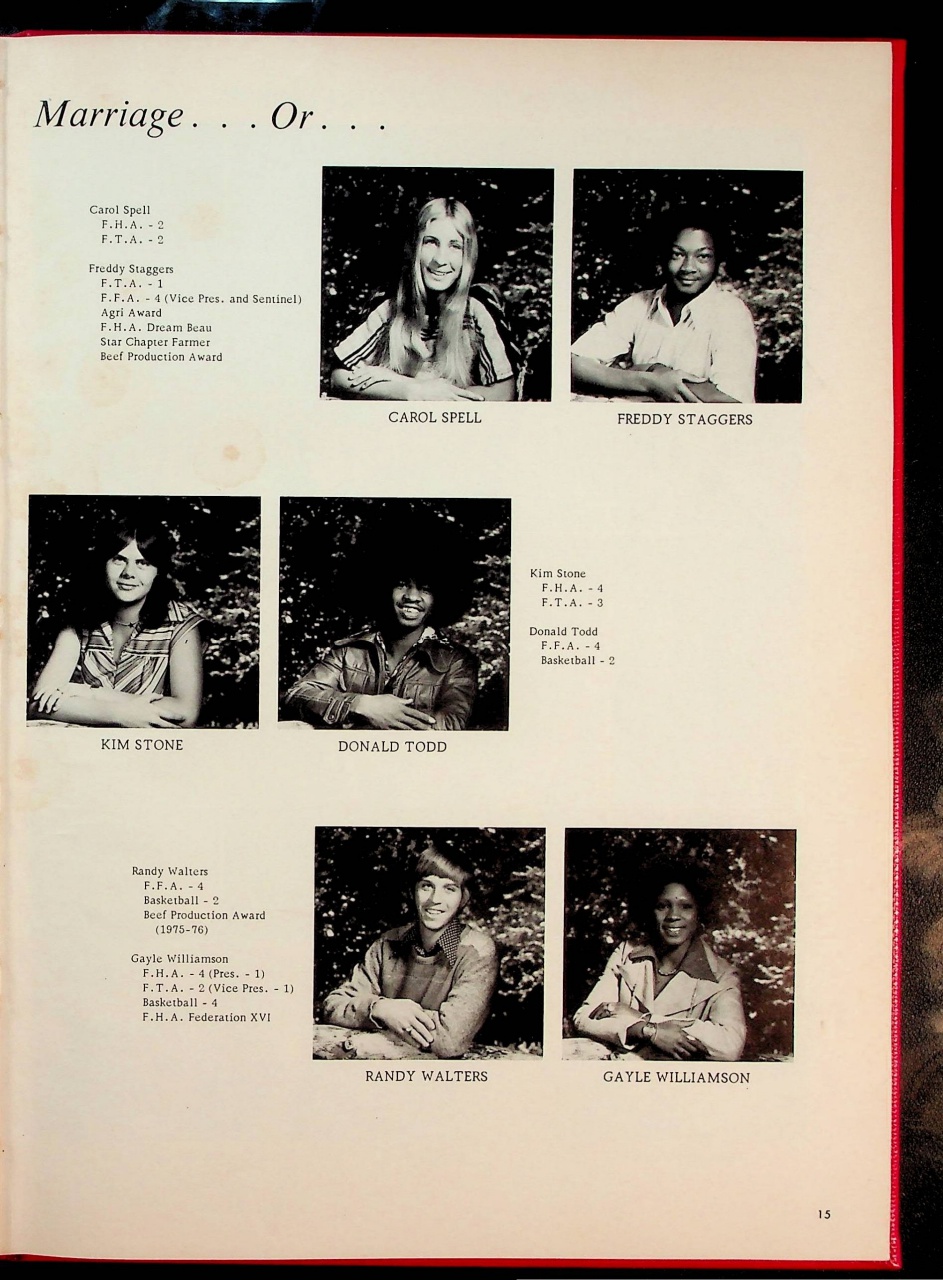 Marriage . . . Or . . .
Carol Spell
F.H.A. - 2
F.T.A. - 2
Freddy Staggers
F.T.A. - 1
F.F.A. - 4 (Vice Pres. and Sentinel)
Agri Award
F.H.A. Dream Beau
Star Chapter Farmer
Beef Production Award
CAROL SPELL
FREDDY STAGGERS
Kim Stone
F.H.A. - 4
F.T.A. - 3
Donald Todd
F.F.A. - 4
Basketball - 2
KIM STONE
DONALD TODD
Randy Walters
F.F.A. - 4
Basketball - 2
Beef Production Award
(1975-76)
Gayle Williamson
F.H.A. - 4 (Pres. - 1)
F.T.A. - 2 (Vice Pres. - 1)
Basketball - 4
F.H.A. Federation XVI
RANDY WALTERS
GAYLE WILLIAMSON
15